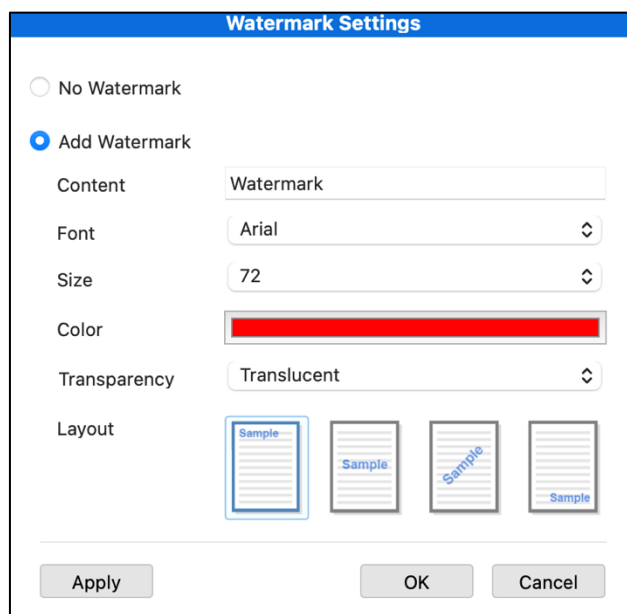 Watermark Settings
No Watermark
Add Watermark
Content Watermark
Font Arial
Size 72
Color
Transparency Translucent
Layout Sample Sample Sample Sample
Apply OK Cancel